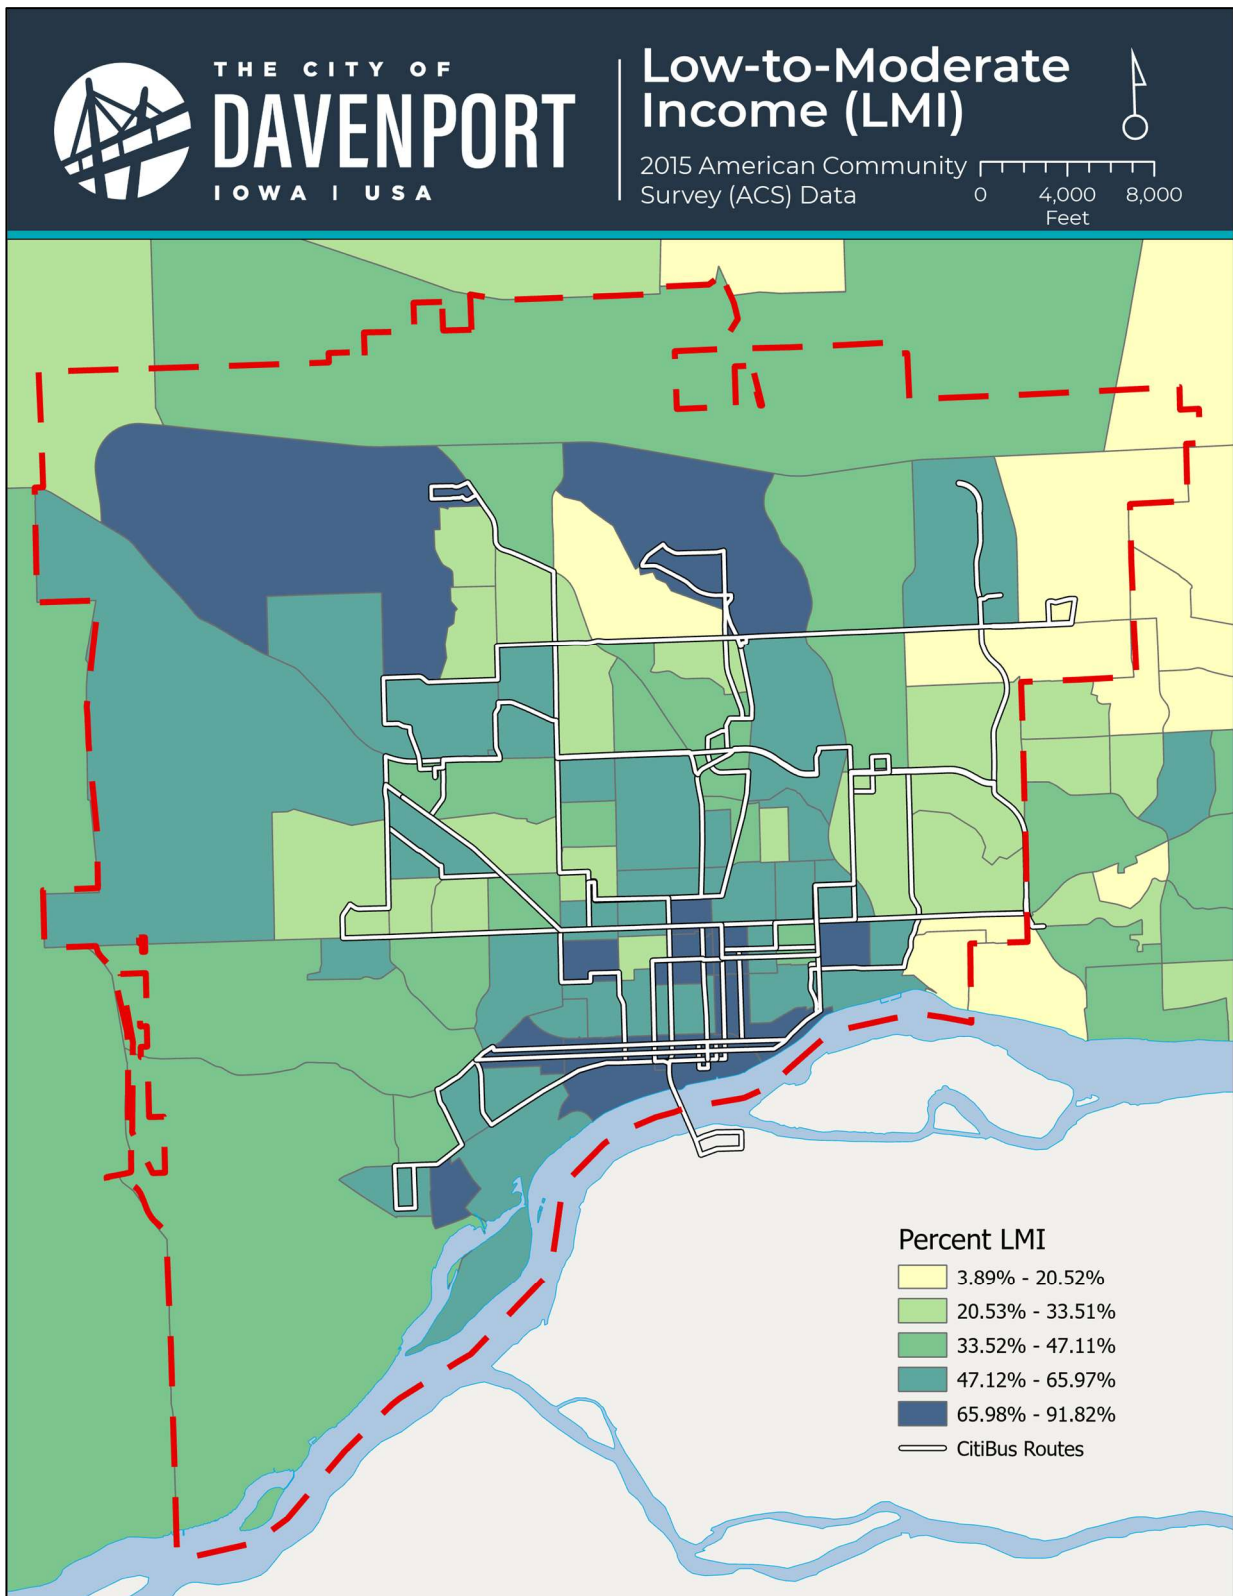 THE CITY OF
DAVENPORT
IOWA | USA
Low-to-Moderate
Income (LMI)
2015 American Community
Survey (ACS) Data
0 4,000 8,000
Feet
Percent LMI
3.89% - 20.52%
20.53% - 33.51%
33.52% - 47.11%
47.12% - 65.97%
65.98% - 91.82%
CitiBus Routes